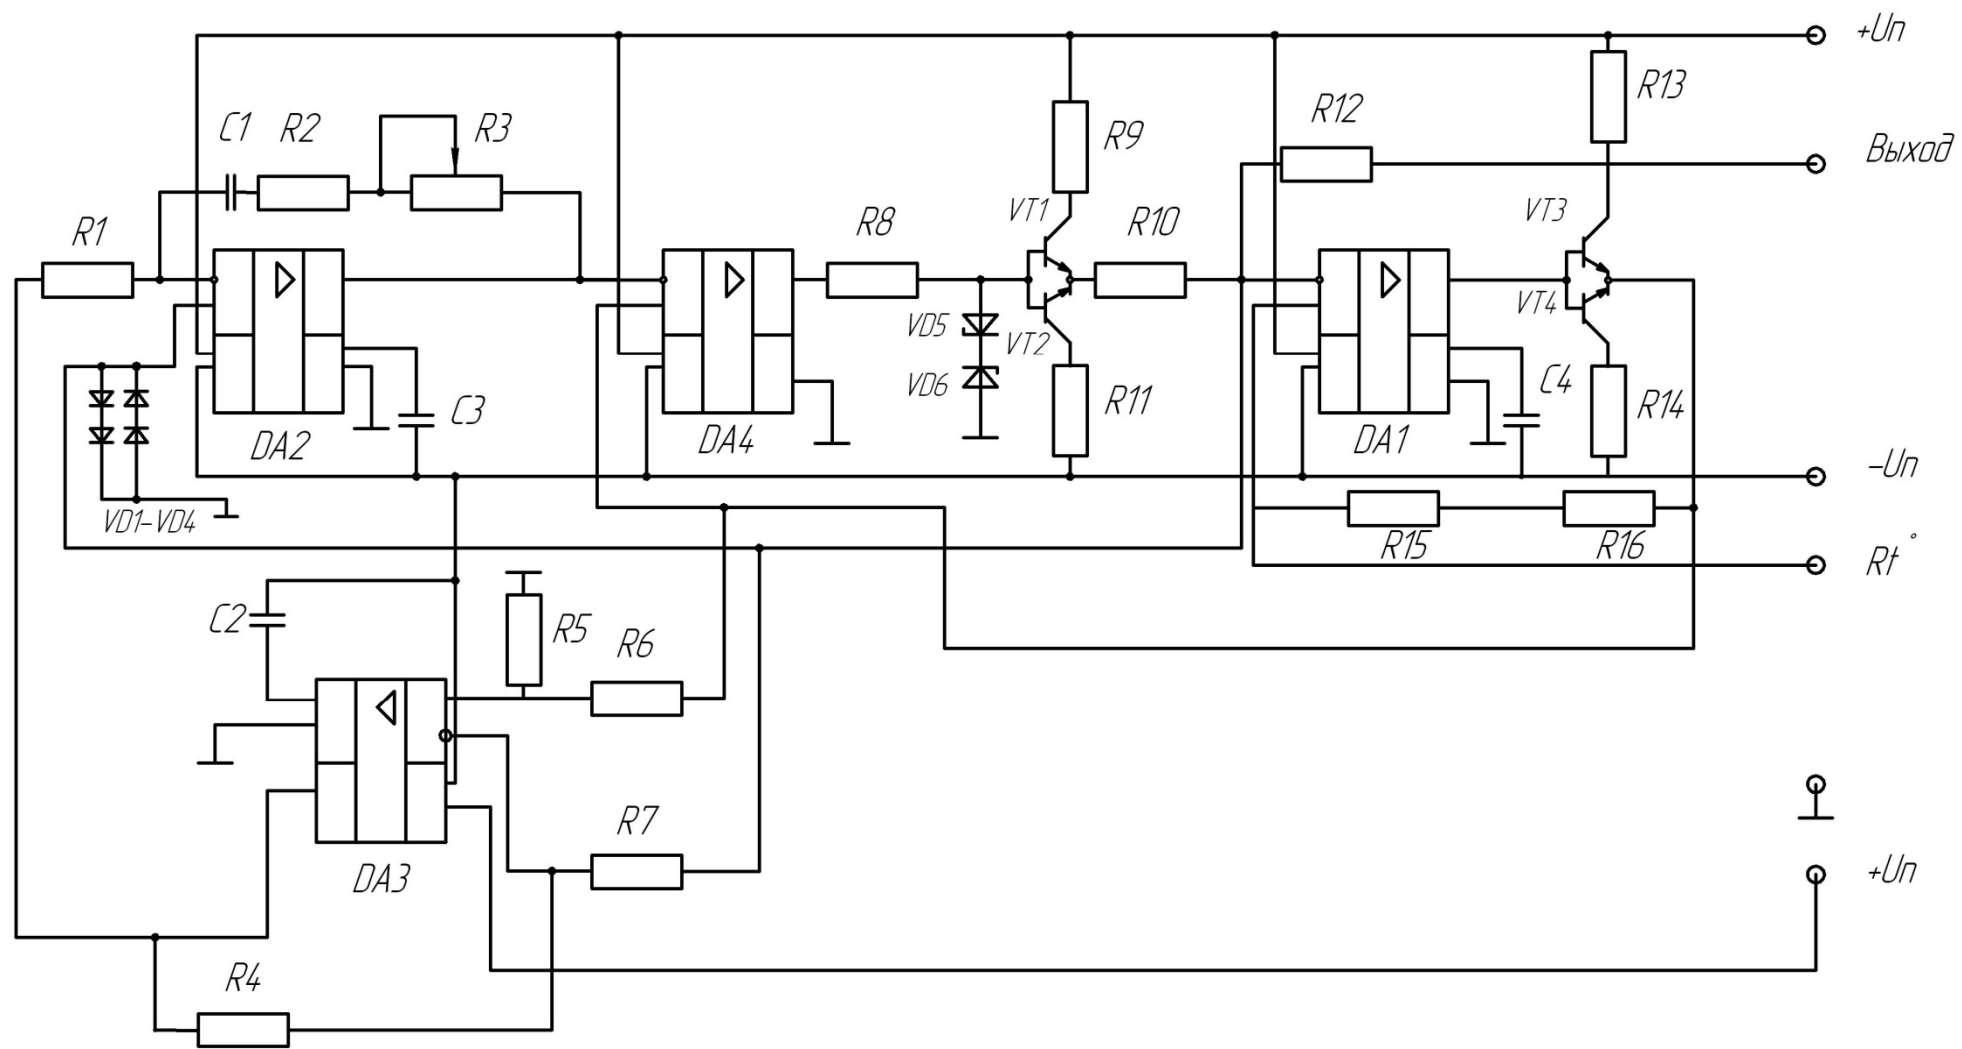 +Uп
R13
R12
C1 R2 R3
R9
Выход
VT1
VT3
R1
R8
R10
VT4
VD5
VT2
VD6
C4
C3
R11
R14
DA2
DA4
DA1
-Uп
VD1-VD4
R15
R16
Rt°
C2
R5
R6
R7
+Uп
DA3
R4